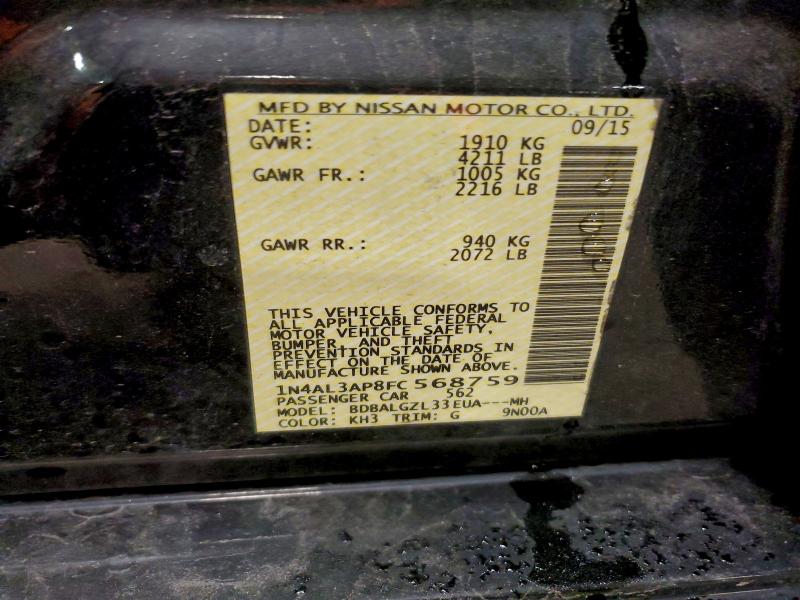 MFD BY NISSAN MOTOR CO., LTD.
DATE: 09/15
GVWR: 1910 KG
4211 LB
GAWR FR.: 1005 KG
2216 LB
GAWR RR.: 940 KG
2072 LB
THIS VEHICLE CONFORMS TO
ALL APPLICABLE FEDERAL
MOTOR VEHICLE SAFETY,
BUMPER, AND THEFT
PREVENTION STANDARDS IN
EFFECT ON THE DATE OF
MANUFACTURE SHOWN ABOVE.
1N4AL3AP8FC568759
PASSENGER CAR 562
MODEL: BDBALGZL33EUA---MH
COLOR: KH3 TRIM: G 9N00A